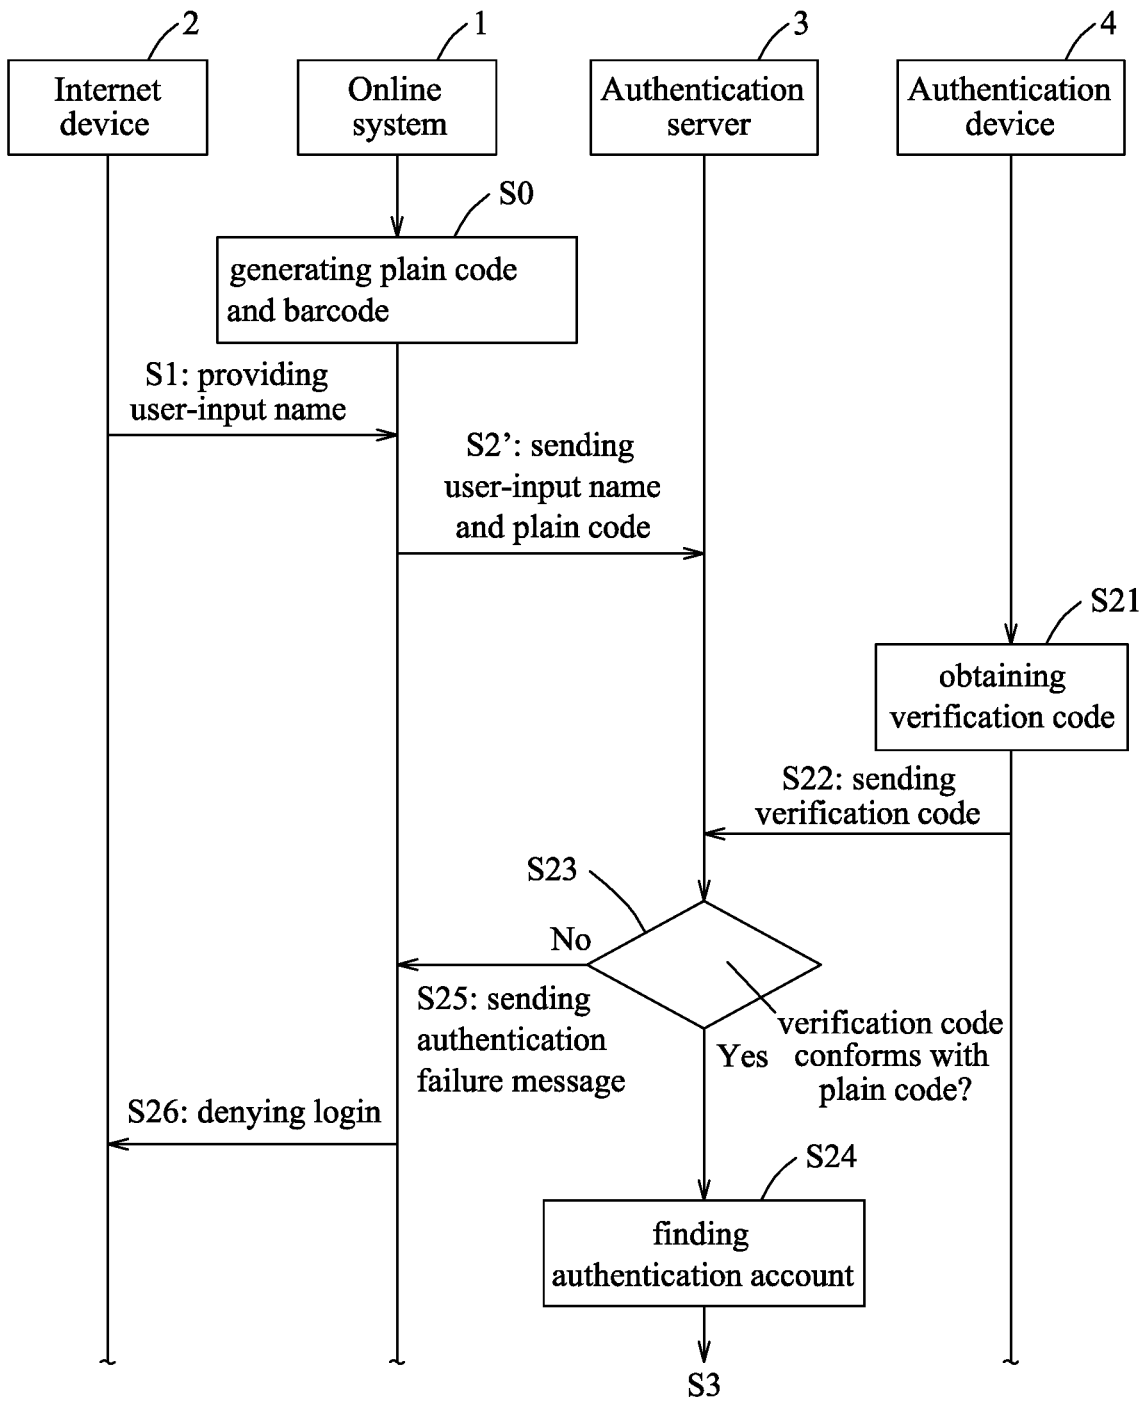 2
1
3
4
Internet
device
Online
system
Authentication
server
Authentication
device
S0
generating plain code
and barcode
S1: providing
user-input name
S2’: sending
user-input name
and plain code
S21
obtaining
verification code
S22: sending
verification code
S23
No
S25: sending
authentication
failure message
verification code
conforms with
plain code?
Yes
S26: denying login
S24
finding
authentication account
S3